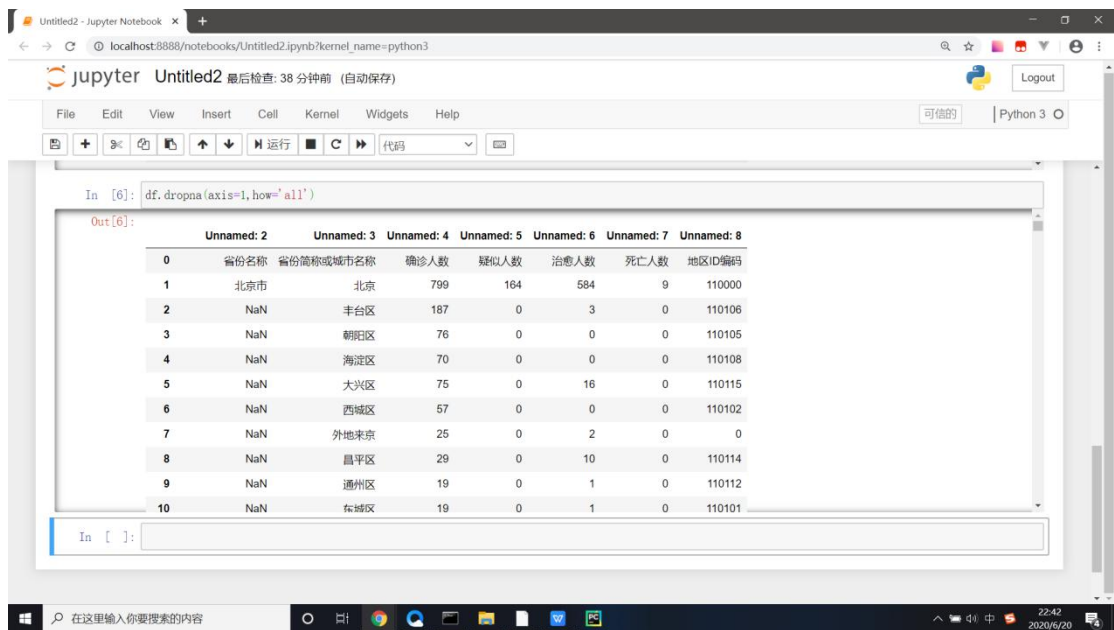 Untitled2 - Jupyter Notebook
localhost:8888/notebooks/Untitled2.ipynb?kernel_name=python3
jupyter Untitled2 最后检查: 38 分钟前 (自动保存)
Logout
File Edit View Insert Cell Kernel Widgets Help
可信的 Python 3
运行 代码
In [6]: df.dropna(axis=1,how='all')
Out[6]:
Unnamed: 2 Unnamed: 3 Unnamed: 4 Unnamed: 5 Unnamed: 6 Unnamed: 7 Unnamed: 8
0 省份名称 省份简称或城市名称 确诊人数 疑似人数 治愈人数 死亡人数 地区ID编码
1 北京市 北京 799 164 584 9 110000
2 NaN 丰台区 187 0 3 0 110106
3 NaN 朝阳区 76 0 0 0 110105
4 NaN 海淀区 70 0 0 0 110108
5 NaN 大兴区 75 0 16 0 110115
6 NaN 西城区 57 0 0 0 110102
7 NaN 外地来京 25 0 2 0 0
8 NaN 昌平区 29 0 10 0 110114
9 NaN 通州区 19 0 1 0 110112
10 NaN 东城区 19 0 1 0 110101
In [ ]:
在这里输入你要搜索的内容
中
22:42
2020/6/20